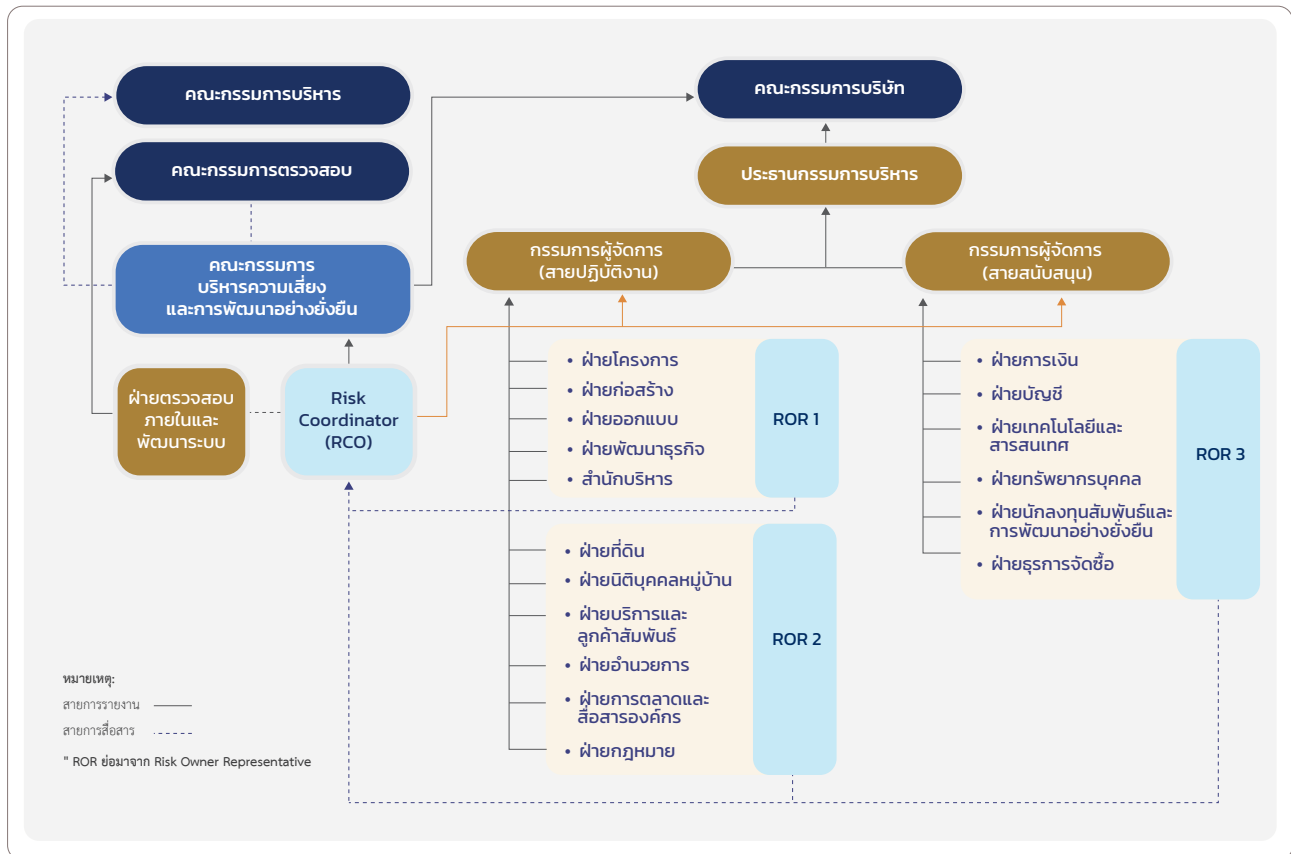 คณะกรรมการบริหาร
คณะกรรมการบริษัท
คณะกรรมการตรวจสอบ
ประธานกรรมการบริหาร
คณะกรรมการ
บริหารความเสี่ยง
และการพัฒนาอย่างยั่งยืน
กรรมการผู้จัดการ
(สายปฏิบัติงาน)
กรรมการผู้จัดการ
(สายสนับสนุน)
ฝ่ายตรวจสอบ
ภายในและ
พัฒนาระบบ
Risk
Coordinator
(RCO)
• ฝ่ายโครงการ
• ฝ่ายก่อสร้าง
• ฝ่ายออกแบบ
• ฝ่ายพัฒนาธุรกิจ
• สำนักบริหาร
ROR 1
• ฝ่ายการเงิน
• ฝ่ายบัญชี
• ฝ่ายเทคโนโลยีและ
สารสนเทศ
• ฝ่ายทรัพยากรบุคคล
• ฝ่ายนักลงทุนสัมพันธ์และ
การพัฒนาอย่างยั่งยืน
• ฝ่ายธุรการจัดซื้อ
ROR 3
• ฝ่ายที่ดิน
• ฝ่ายนิติบุคคลหมู่บ้าน
• ฝ่ายบริการและ
ลูกค้าสัมพันธ์
• ฝ่ายอำนวยการ
• ฝ่ายการตลาดและ
สื่อสารองค์กร
• ฝ่ายกฎหมาย
ROR 2
หมายเหตุ:
สายการรายงาน
สายการสื่อสาร
" ROR ย่อมาจาก Risk Owner Representative